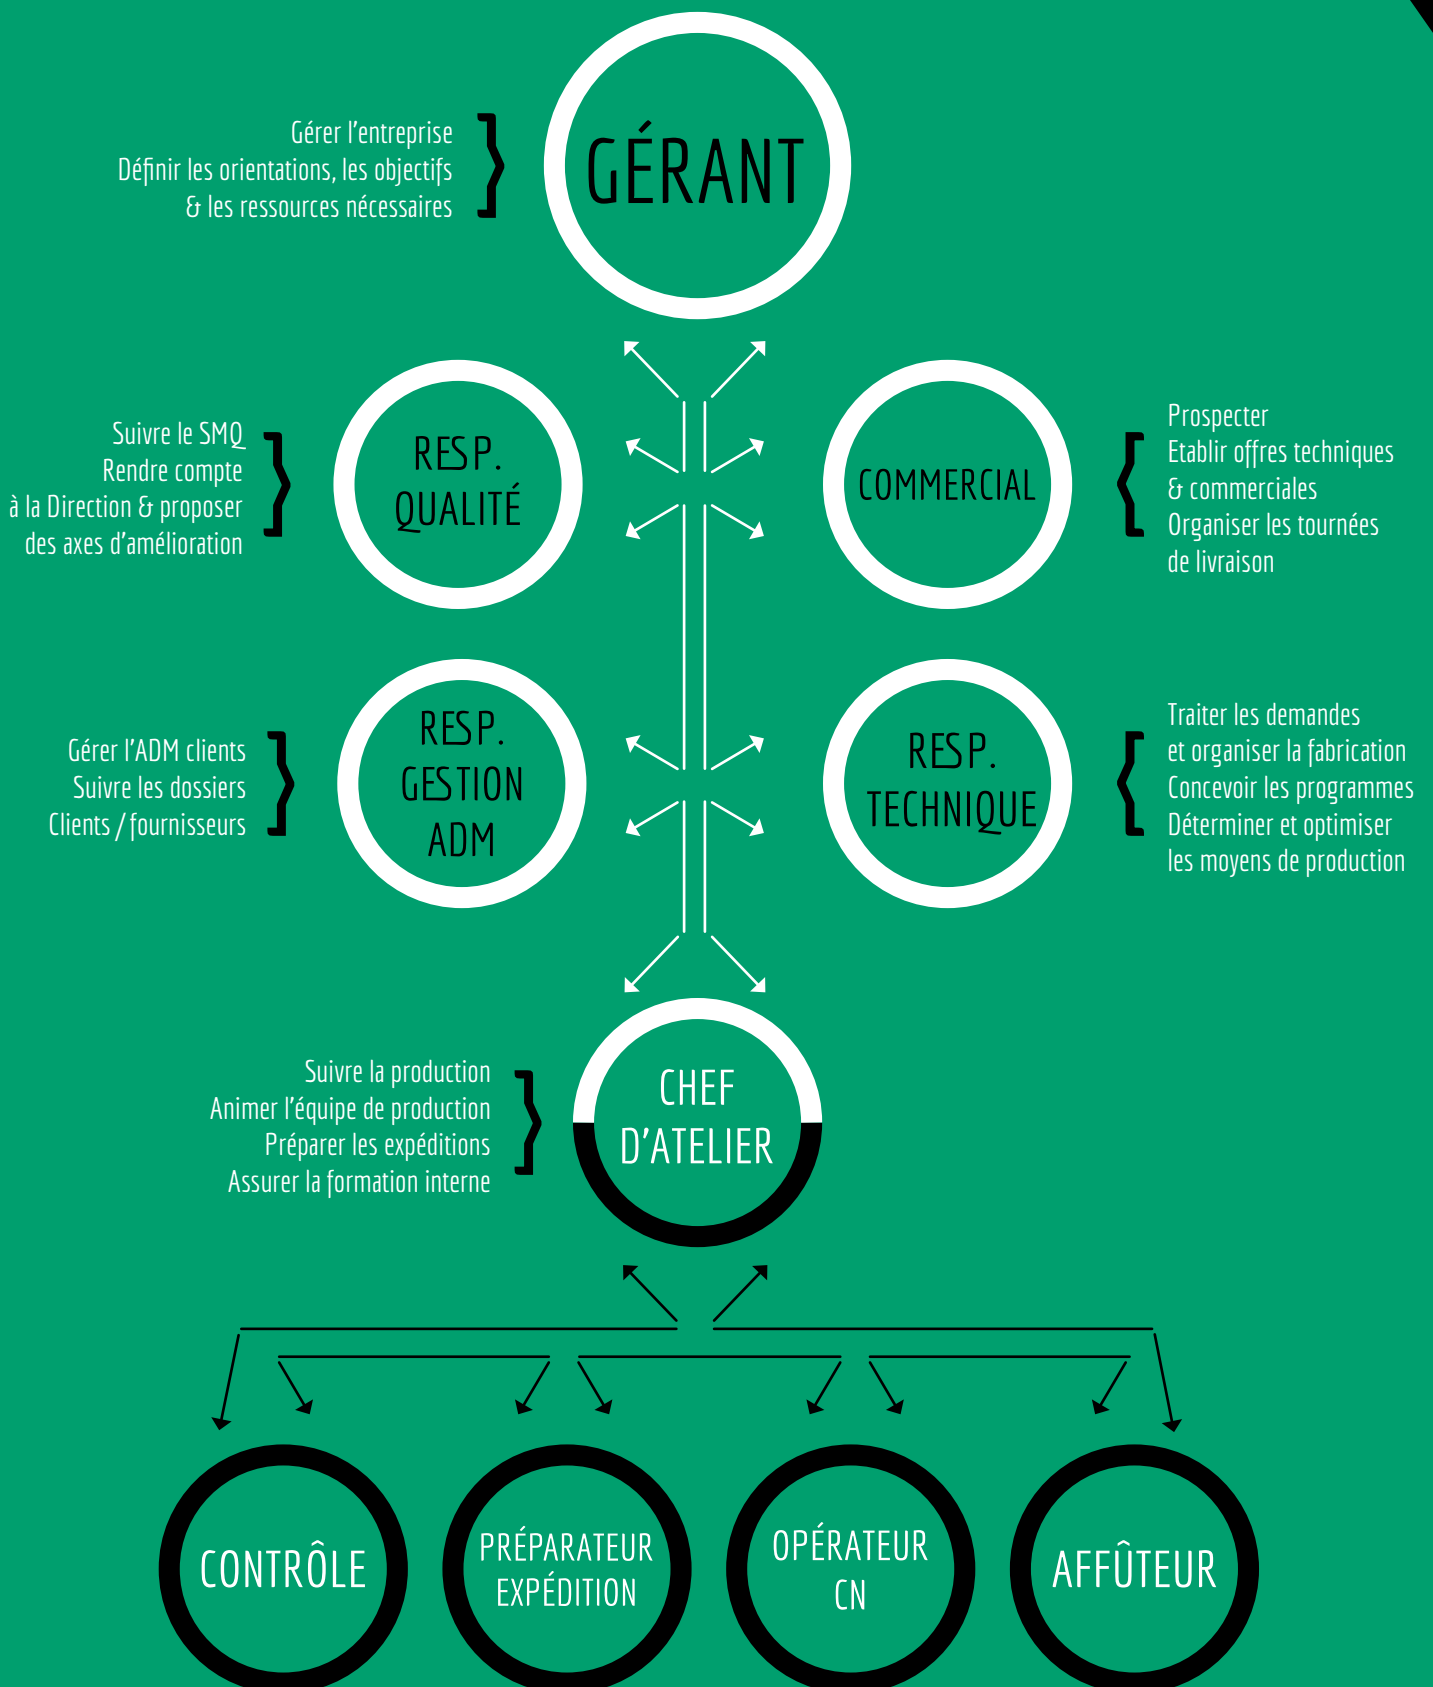 Gérer l'entreprise
Définir les orientations, les objectifs
& les ressources nécessaires
GÉRANT
Suivre le SMQ
Rendre compte
à la Direction & proposer
des axes d'amélioration
RESP.
QUALITÉ
COMMERCIAL
Prospecter
Etablir offres techniques
& commerciales
Organiser les tournées
de livraison
Gérer l'ADM clients
Suivre les dossiers
Clients / fournisseurs
RESP.
GESTION
ADM
RESP.
TECHNIQUE
Traiter les demandes
et organiser la fabrication
Concevoir les programmes
Déterminer et optimiser
les moyens de production
Suivre la production
Animer l'équipe de production
Préparer les expéditions
Assurer la formation interne
CHEF
D'ATELIER
CONTRÔLE
PRÉPARATEUR
EXPÉDITION
OPÉRATEUR
CN
AFFÛTEUR